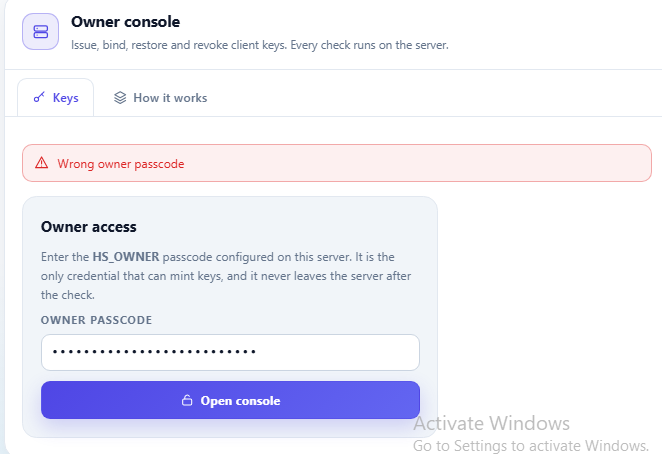 Owner console
Issue, bind, restore and revoke client keys. Every check runs on the server.
Keys
How it works
Wrong owner passcode
Owner access
Enter the HS_OWNER passcode configured on this server. It is the
only credential that can mint keys, and it never leaves the server after
the check.
OWNER PASSCODE
••••••••••••••••••••••••••
Open console
Activate Windows
Go to Settings to activate Windows.